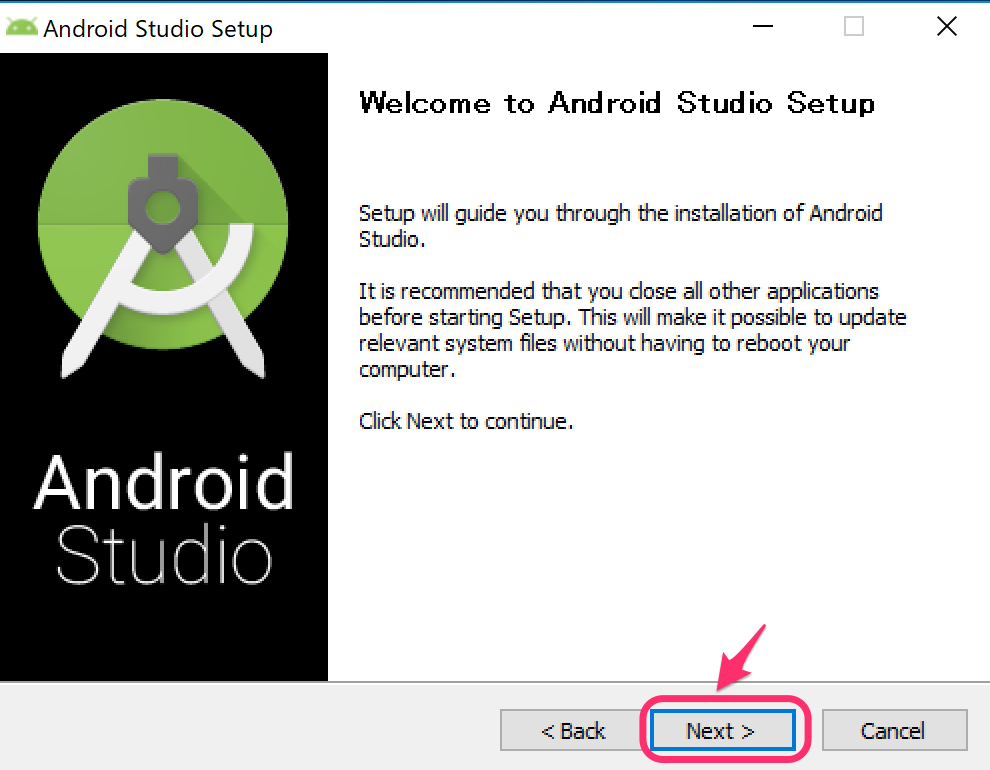 Android Studio Setup
Welcome to Android Studio Setup
Setup will guide you through the installation of Android
Studio.
It is recommended that you close all other applications
before starting Setup. This will make it possible to update
relevant system files without having to reboot your
computer.
Click Next to continue.
Android
Studio
< Back
Next >
Cancel